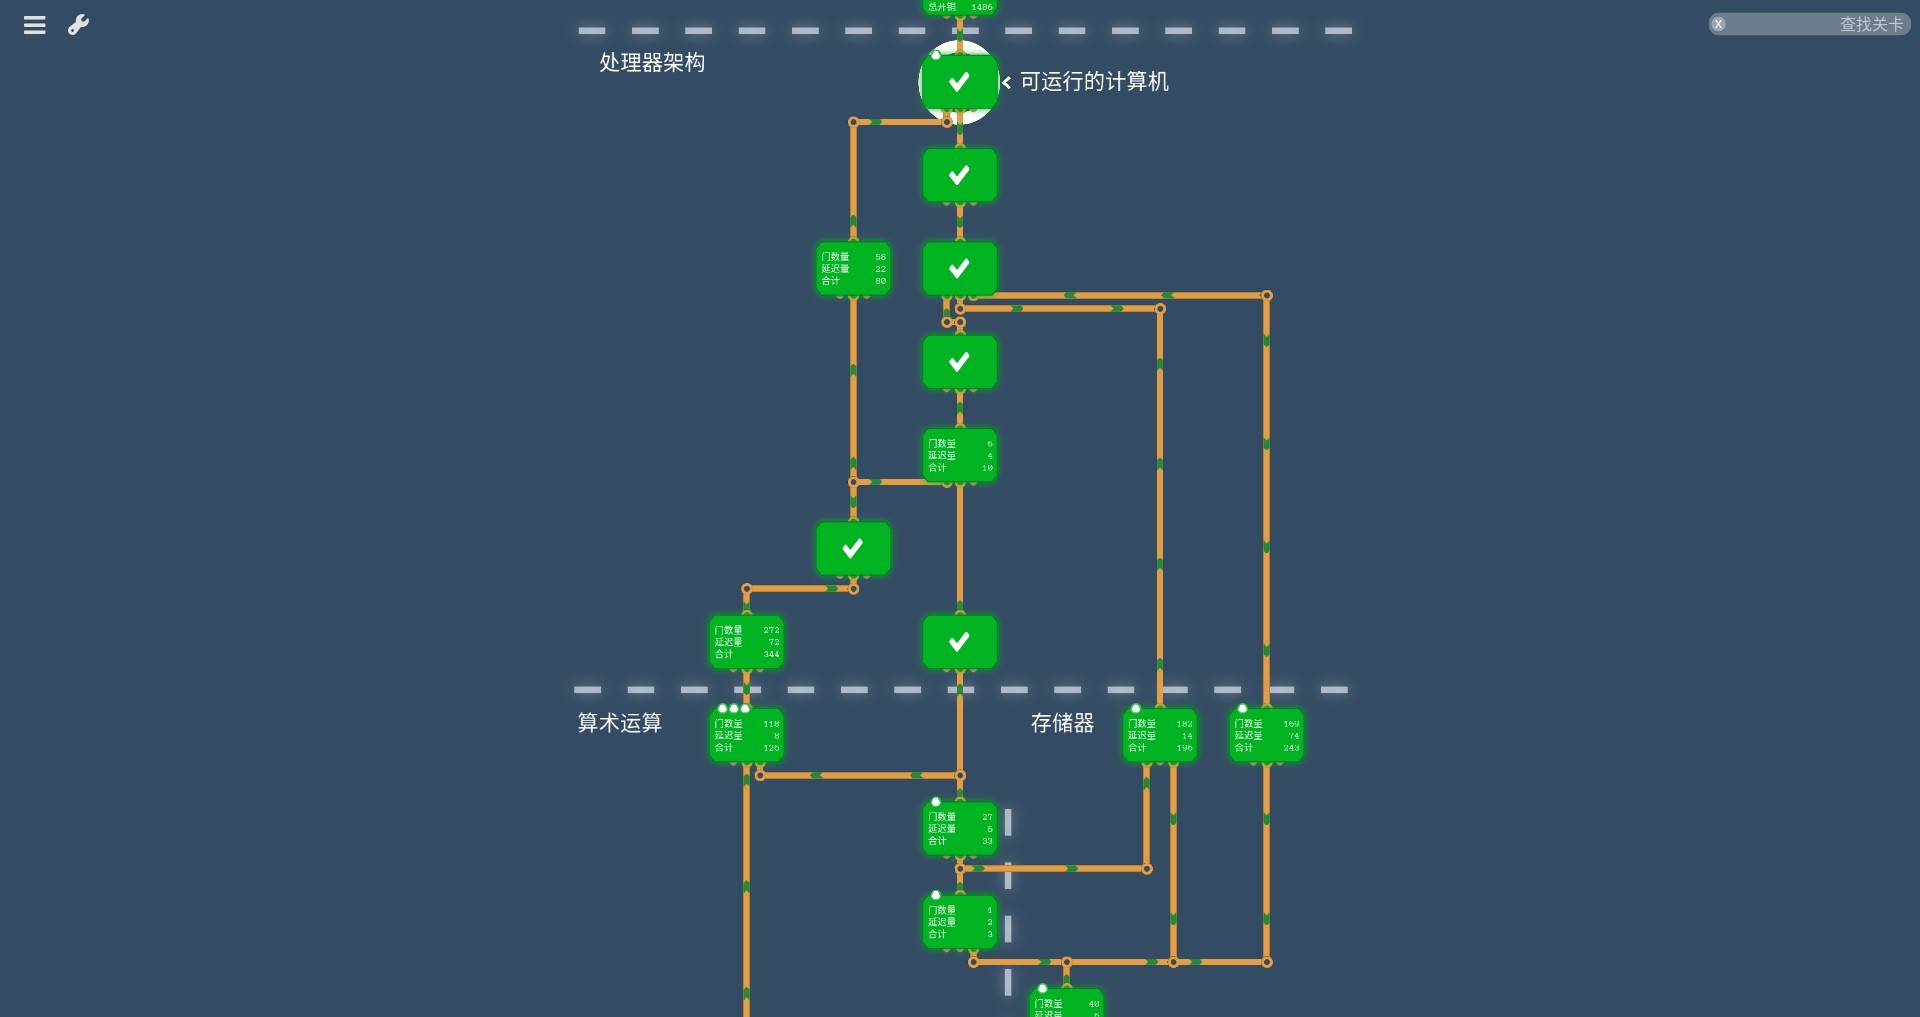 总开销 1486
X 查找关卡
处理器架构
< 可运行的计算机
门数量 58
延迟量 22
合计 80
门数量 6
延迟量 4
合计 10
门数量 272
延迟量 72
合计 344
算术运算
存储器
门数量 118
延迟量 8
合计 126
门数量 182
延迟量 14
合计 196
门数量 169
延迟量 74
合计 243
门数量 27
延迟量 6
合计 33
门数量 1
延迟量 2
合计 3
门数量 40
延迟量